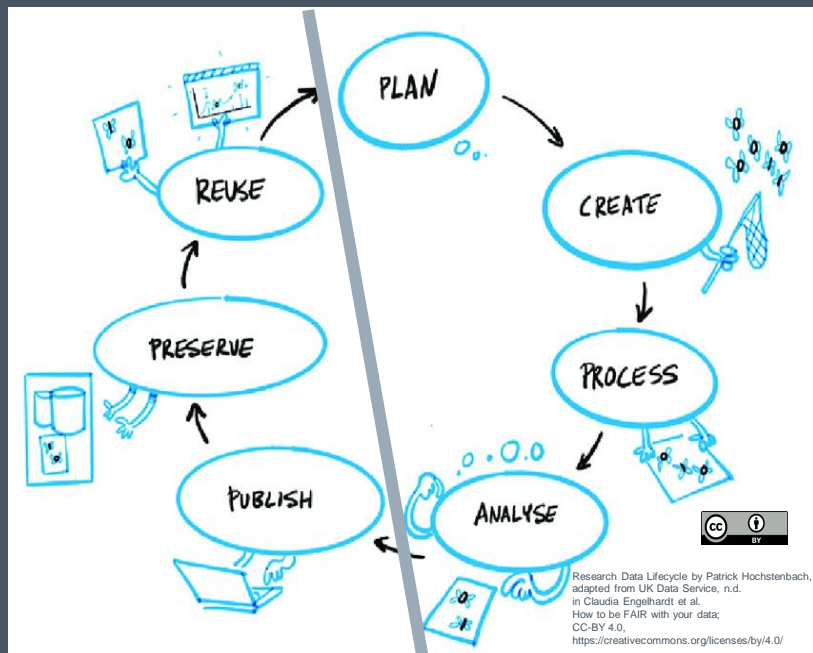 PLAN
CREATE
PROCESS
ANALYSE
PUBLISH
PRESERVE
REUSE
cc
BY
Research Data Lifecycle by Patrick Hochstenbach,
adapted from UK Data Service, n.d.
in Claudia Engelhardt et al.
How to be FAIR with your data;
CC-BY 4.0,
https://creativecommons.org/licenses/by/4.0/